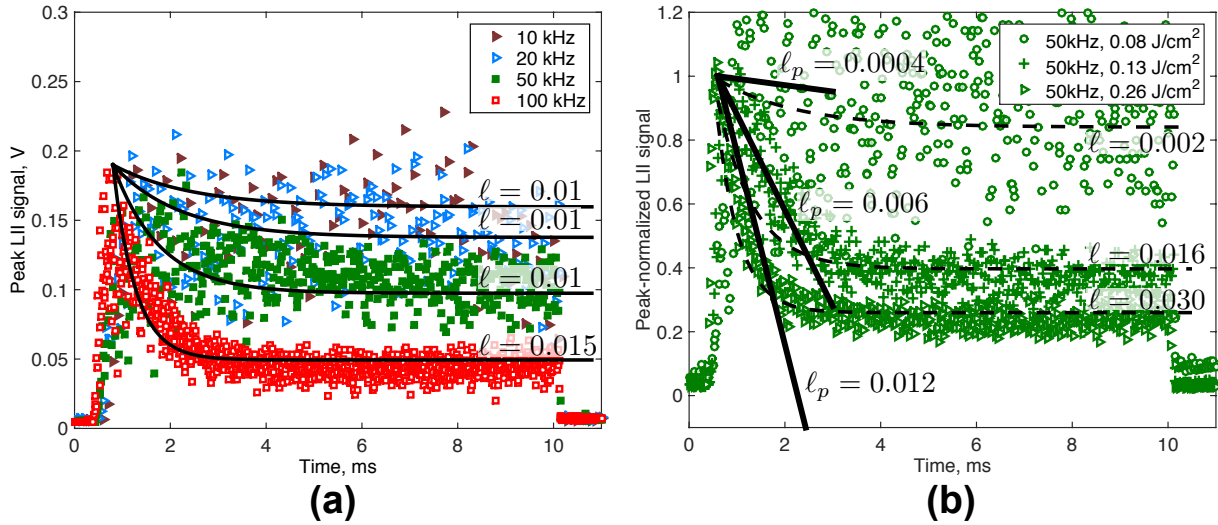 0.3
0.25
0.2
0.15
0.1
0.05
0
Peak LII signal, V
10 kHz
20 kHz
50 kHz
100 kHz
ℓ = 0.01
ℓ = 0.01
ℓ = 0.01
ℓ = 0.015
0 2 4 6 8 10
Time, ms
(a)
1.2
1
0.8
0.6
0.4
0.2
0
Peak-normalized LII signal
50kHz, 0.08 J/cm²
50kHz, 0.13 J/cm²
50kHz, 0.26 J/cm²
ℓₚ = 0.0004
ℓ = 0.002
ℓₚ = 0.006
ℓ = 0.016
ℓ = 0.030
ℓₚ = 0.012
0 2 4 6 8 10
Time, ms
(b)